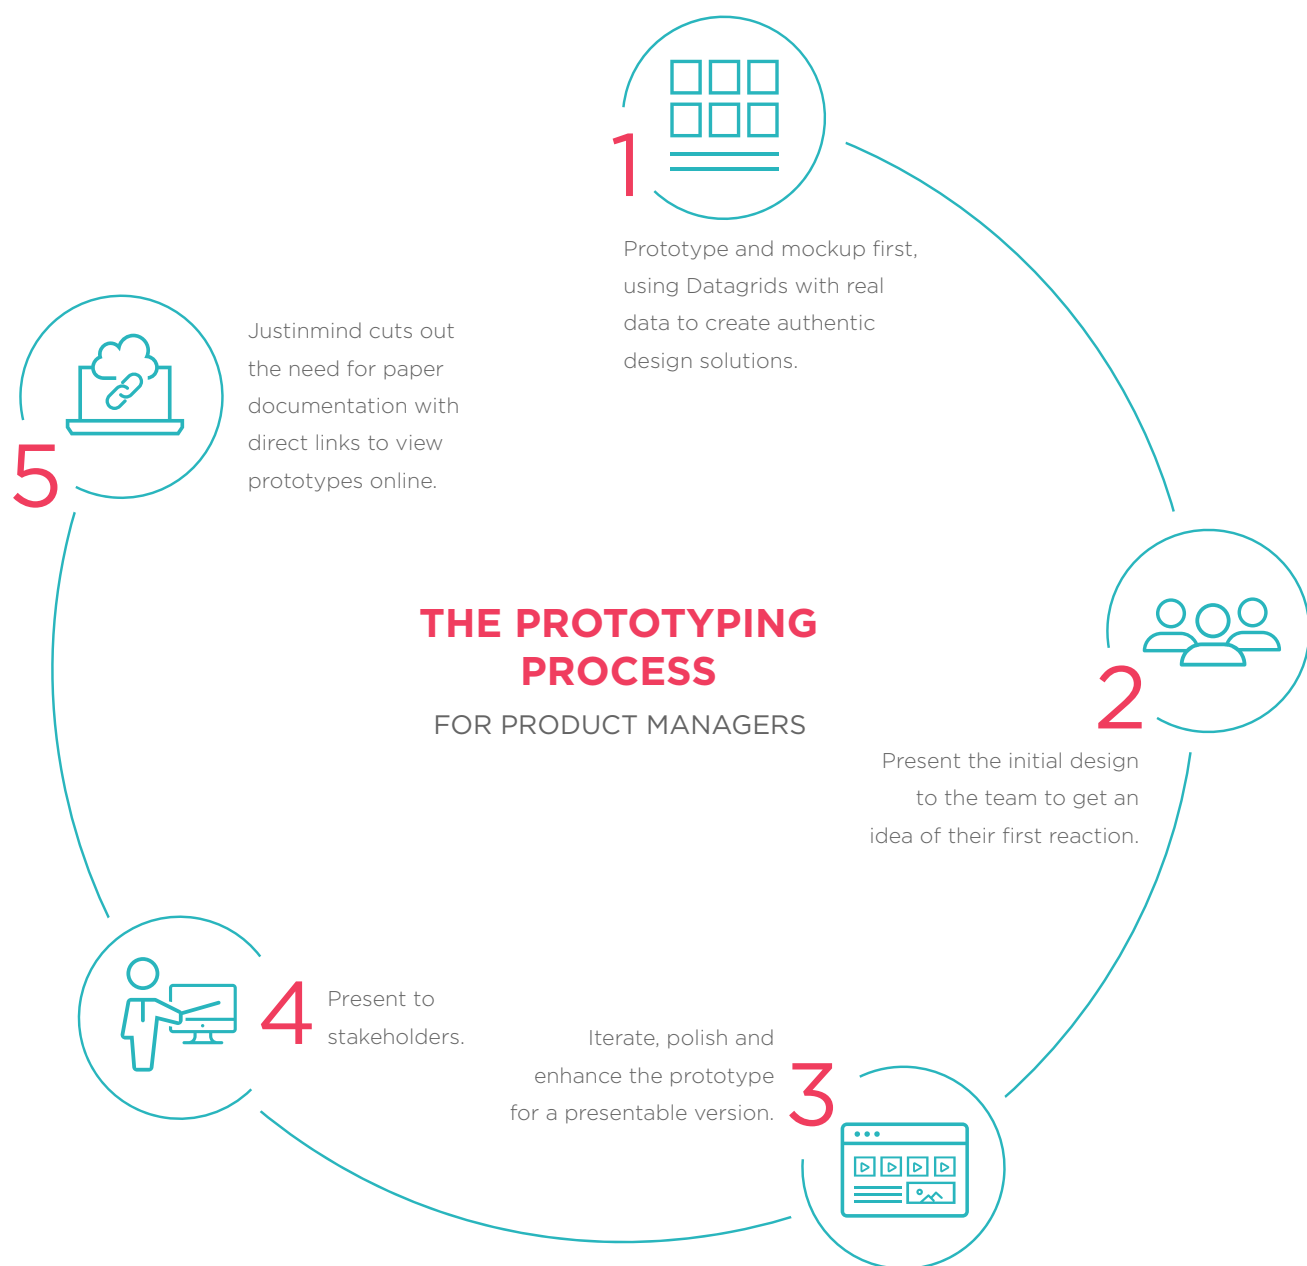 THE PROTOTYPING
PROCESS
FOR PRODUCT MANAGERS
1
Prototype and mockup first,
using Datagrids with real
data to create authentic
design solutions.
2
Present the initial design
to the team to get an
idea of their first reaction.
3
Iterate, polish and
enhance the prototype
for a presentable version.
4
Present to
stakeholders.
5
Justinmind cuts out
the need for paper
documentation with
direct links to view
prototypes online.